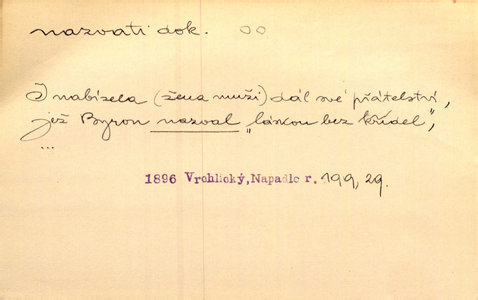 nazvati dok. oo
I nabízela (žena muži) dál své přátelství,
jež Byron nazval „láskou bez křídel",
...
1896 Vrchlický, Napadlo r. 199, 29.